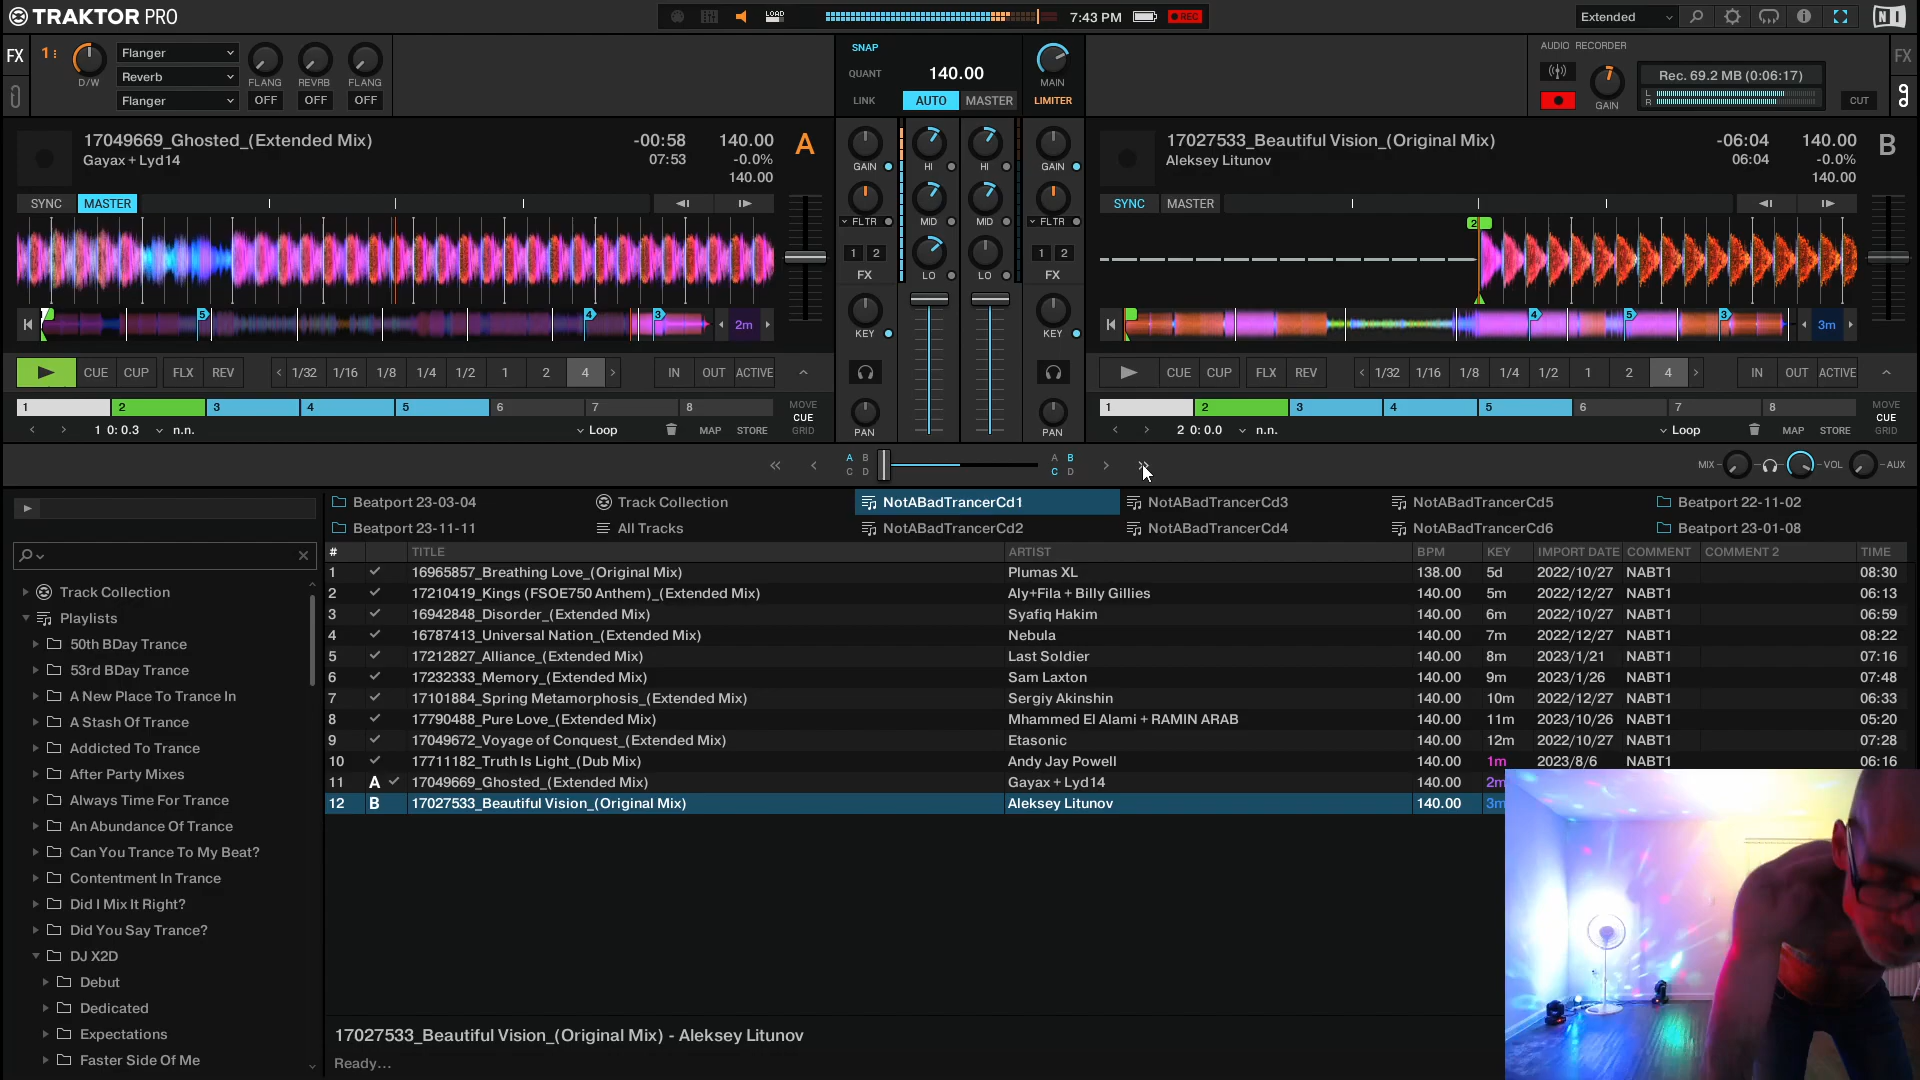 TRAKTOR PRO
LOAD
7:43 PM
REC
Extended
FX
1
D/W
Flanger
Reverb
Flanger
FLANG
REVRB
FLANG
OFF
OFF
OFF
SNAP
QUANT
LINK
140.00
AUTO
MASTER
MAIN
LIMITER
AUDIO RECORDER
GAIN
Rec. 69.2 MB (0:06:17)
L
R
CUT
FX
17049669_Ghosted_(Extended Mix)
Gayax + Lyd14
-00:58
07:53
140.00
-0.0%
140.00
A
SYNC
MASTER
5
4
3
2m
CUE
CUP
FLX
REV
1/32
1/16
1/8
1/4
1/2
1
2
4
IN
OUT
ACTIVE
1
2
3
4
5
6
7
8
MOVE
CUE
GRID
1 0: 0.3
n.n.
Loop
MAP
STORE
GAIN
HI
HI
GAIN
FLTR
MID
MID
FLTR
1 2
LO
LO
1 2
FX
FX
KEY
KEY
PAN
PAN
17027533_Beautiful Vision_(Original Mix)
Aleksey Litunov
-06:04
06:04
140.00
-0.0%
140.00
B
SYNC
MASTER
2
4
5
3
3m
CUE
CUP
FLX
REV
1/32
1/16
1/8
1/4
1/2
1
2
4
IN
OUT
ACTIVE
1
2
3
4
5
6
7
8
MOVE
CUE
GRID
2 0: 0.0
n.n.
Loop
MAP
STORE
A B
C D
A B
C D
MIX
VOL
AUX
Beatport 23-03-04
Track Collection
NotABadTrancerCd1
NotABadTrancerCd3
NotABadTrancerCd5
Beatport 22-11-02
Beatport 23-11-11
All Tracks
NotABadTrancerCd2
NotABadTrancerCd4
NotABadTrancerCd6
Beatport 23-01-08
Track Collection
Playlists
50th BDay Trance
53rd BDay Trance
A New Place To Trance In
A Stash Of Trance
Addicted To Trance
After Party Mixes
Always Time For Trance
An Abundance Of Trance
Can You Trance To My Beat?
Contentment In Trance
Did I Mix It Right?
Did You Say Trance?
DJ X2D
Debut
Dedicated
Expectations
Faster Side Of Me
# TITLE ARTIST BPM KEY IMPORT DATE COMMENT COMMENT 2 TIME
1 16965857_Breathing Love_(Original Mix) Plumas XL 138.00 5d 2022/10/27 NABT1 08:30
2 17210419_Kings (FSOE750 Anthem)_(Extended Mix) Aly+Fila + Billy Gillies 140.00 5m 2022/12/27 NABT1 06:13
3 16942848_Disorder_(Extended Mix) Syafiq Hakim 140.00 6m 2022/10/27 NABT1 06:59
4 16787413_Universal Nation_(Extended Mix) Nebula 140.00 7m 2022/12/27 NABT1 08:22
5 17212827_Alliance_(Extended Mix) Last Soldier 140.00 8m 2023/1/21 NABT1 07:16
6 17232333_Memory_(Extended Mix) Sam Laxton 140.00 9m 2023/1/26 NABT1 07:48
7 17101884_Spring Metamorphosis_(Extended Mix) Sergiy Akinshin 140.00 10m 2022/12/27 NABT1 06:33
8 17790488_Pure Love_(Extended Mix) Mhammed El Alami + RAMIN ARAB 140.00 11m 2023/10/26 NABT1 05:20
9 17049672_Voyage of Conquest_(Extended Mix) Etasonic 140.00 12m 2022/10/27 NABT1 07:28
10 17711182_Truth Is Light_(Dub Mix) Andy Jay Powell 140.00 1m 2023/8/6 NABT1 06:16
11 A 17049669_Ghosted_(Extended Mix) Gayax + Lyd14 140.00 2m
12 B 17027533_Beautiful Vision_(Original Mix) Aleksey Litunov 140.00 3m
17027533_Beautiful Vision_(Original Mix) - Aleksey Litunov
Ready...